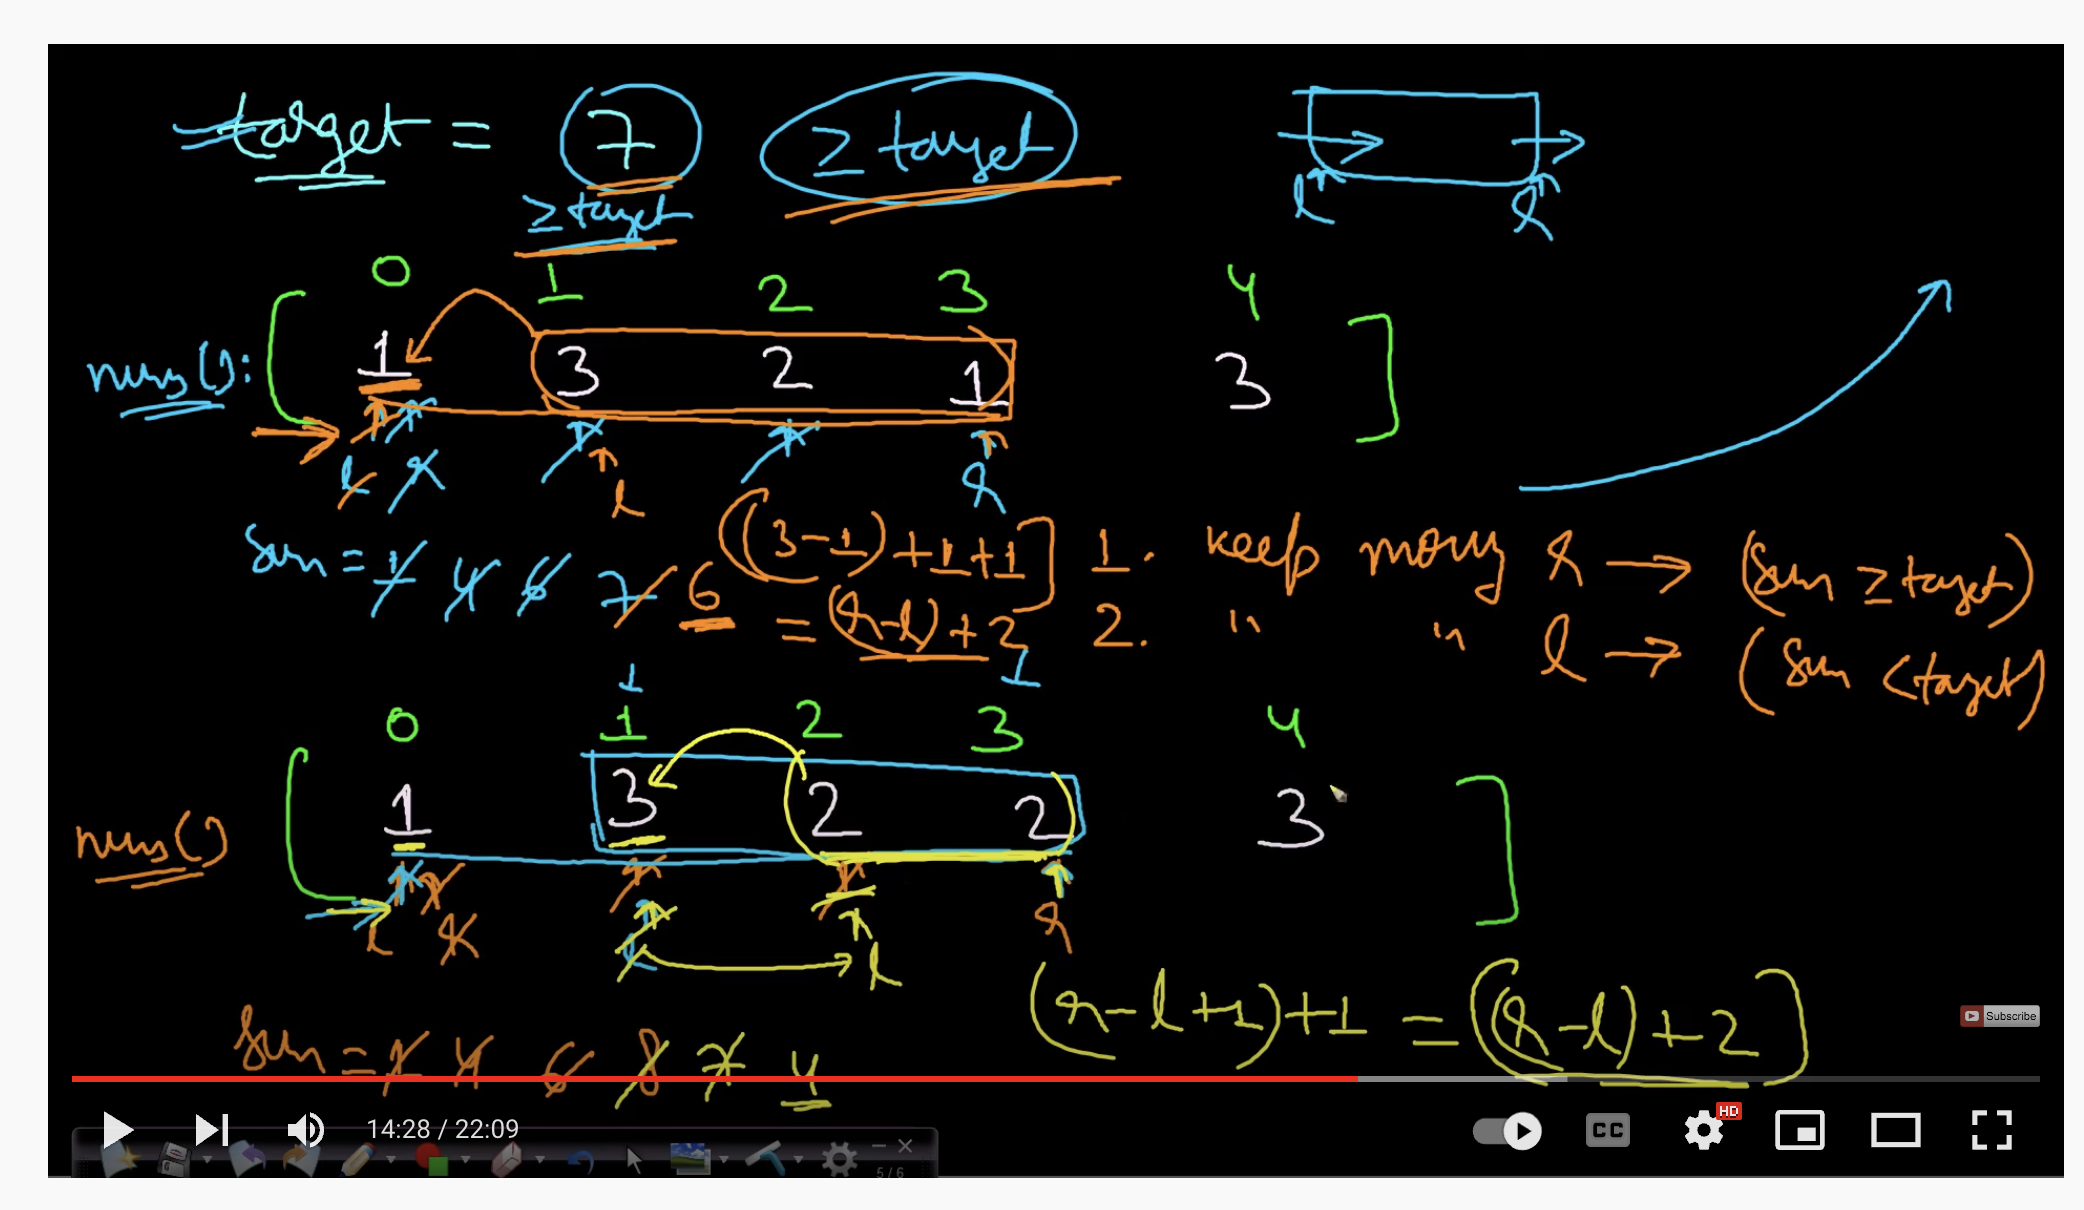 target = 7 ≥ target
≥ target
l r
0 1 2 3 4
nums(): [ 1 3 2 1 3 ]
l r l r
sum = 1 4 6 7 6 ((3-1)+1+1] 1. keep moving r → (sum ≥ target)
= (r-l)+2 2. " " l → (sum < target)
1 1
0 1 2 3 4
nums() [ 1 3 2 2 3 ]
l r l l r
(r-l+1)+1 = ((r-l)+2]
sum = 1 4 6 8 7 4
Subscribe
14:28 / 22:09
CC
HD
5 / 6